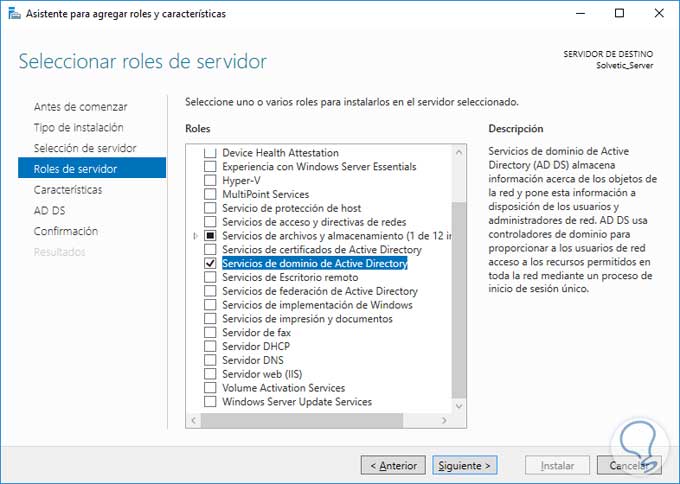 Asistente para agregar roles y características
Seleccionar roles de servidor
SERVIDOR DE DESTINO
Solvetic_Server
Antes de comenzar
Tipo de instalación
Selección de servidor
Roles de servidor
Características
AD DS
Confirmación
Resultados
Seleccione uno o varios roles para instalarlos en el servidor seleccionado.
Roles
Device Health Attestation
Experiencia con Windows Server Essentials
Hyper-V
MultiPoint Services
Servicio de protección de host
Servicios de acceso y directivas de redes
Servicios de archivos y almacenamiento (1 de 12 in
Servicios de certificados de Active Directory
Servicios de dominio de Active Directory
Servicios de Escritorio remoto
Servicios de federación de Active Directory
Servicios de implementación de Windows
Servicios de impresión y documentos
Servidor de fax
Servidor DHCP
Servidor DNS
Servidor web (IIS)
Volume Activation Services
Windows Server Update Services
Descripción
Servicios de dominio de Active
Directory (AD DS) almacena
información acerca de los objetos de
la red y pone esta información a
disposición de los usuarios y
administradores de red. AD DS usa
controladores de dominio para
proporcionar a los usuarios de red
acceso a los recursos permitidos en
toda la red mediante un proceso de
inicio de sesión único.
< Anterior
Siguiente >
Instalar
Cancelar